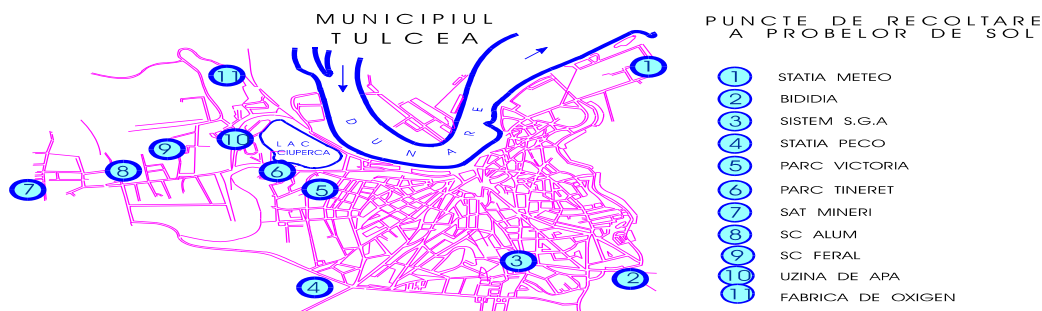 MUNICIPIUL
TULCEA
PUNCTE DE RECOLTARE
A PROBELOR DE SOL
11
1
DUNARE
10
LAC
CIUPERCA
9
8
6
7
5
3
2
4
1 STATIA METEO
2 BIDIDIA
3 SISTEM S.G.A
4 STATIA PECO
5 PARC VICTORIA
6 PARC TINERET
7 SAT MINERI
8 SC ALUM
9 SC FERAL
10 UZINA DE APA
11 FABRICA DE OXIGEN